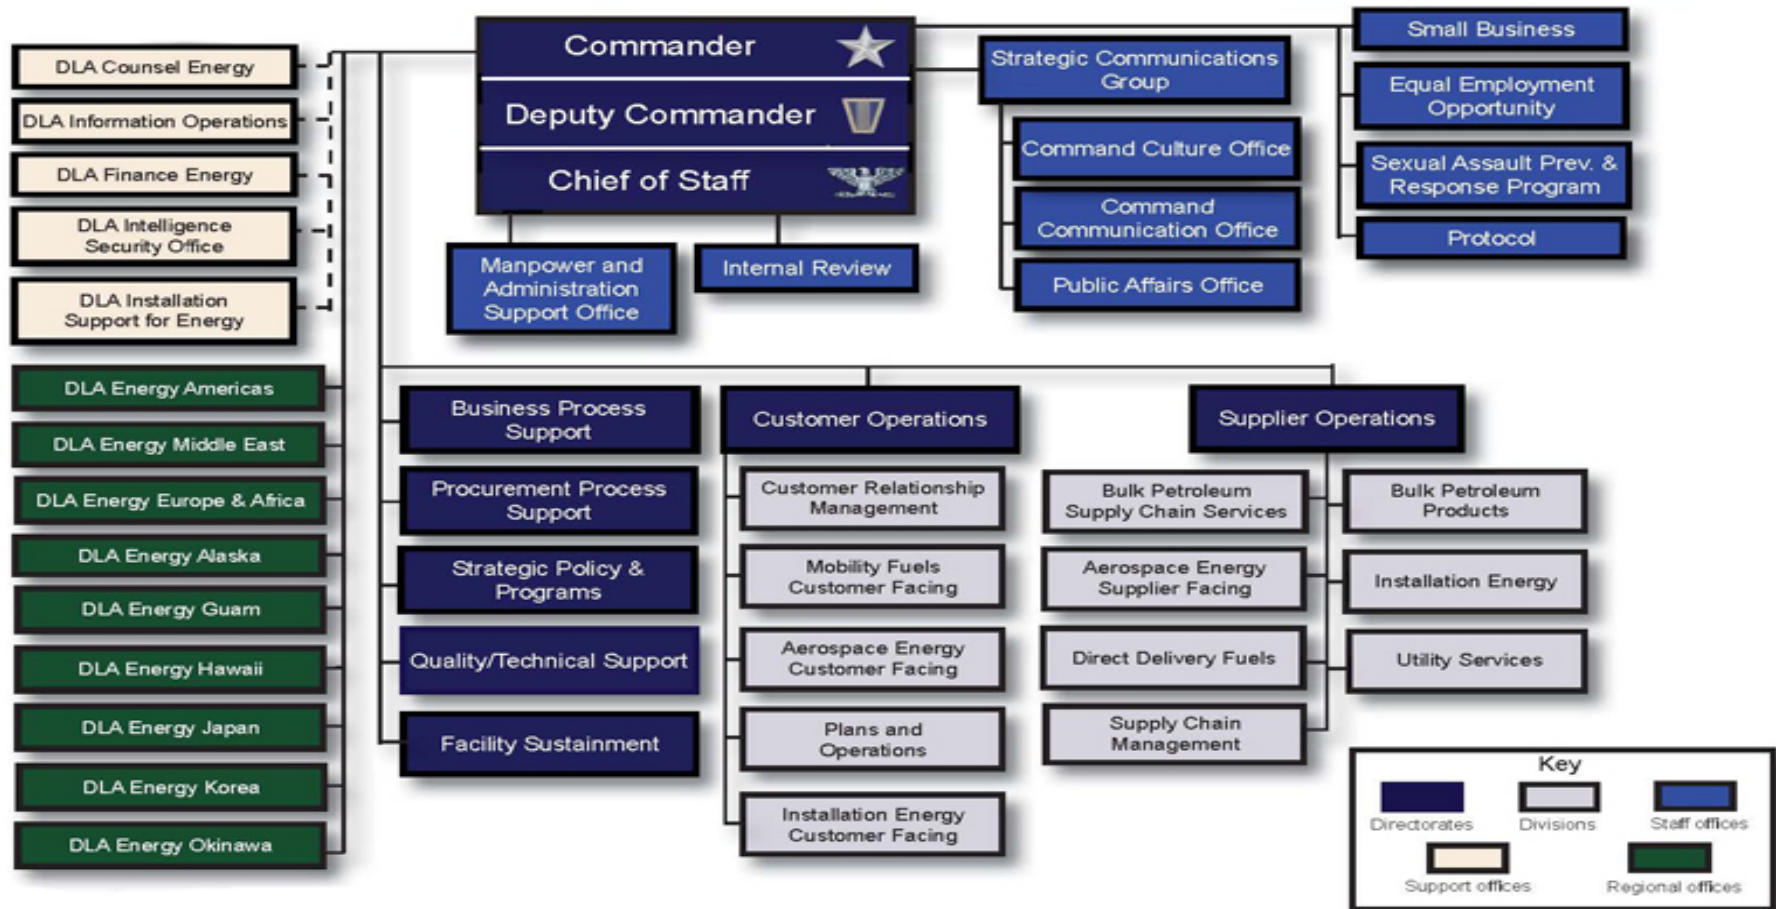 Commander
Deputy Commander
Chief of Staff
DLA Counsel Energy
DLA Information Operations
DLA Finance Energy
DLA Intelligence
Security Office
DLA Installation
Support for Energy
Manpower and
Administration
Support Office
Internal Review
Strategic Communications
Group
Command Culture Office
Command
Communication Office
Public Affairs Office
Small Business
Equal Employment
Opportunity
Sexual Assault Prev. &
Response Program
Protocol
DLA Energy Americas
DLA Energy Middle East
DLA Energy Europe & Africa
DLA Energy Alaska
DLA Energy Guam
DLA Energy Hawaii
DLA Energy Japan
DLA Energy Korea
DLA Energy Okinawa
Business Process
Support
Procurement Process
Support
Strategic Policy &
Programs
Quality/Technical Support
Facility Sustainment
Customer Operations
Customer Relationship
Management
Mobility Fuels
Customer Facing
Aerospace Energy
Customer Facing
Plans and
Operations
Installation Energy
Customer Facing
Supplier Operations
Bulk Petroleum
Supply Chain Services
Aerospace Energy
Supplier Facing
Direct Delivery Fuels
Supply Chain
Management
Bulk Petroleum
Products
Installation Energy
Utility Services
Key
Directorates
Divisions
Staff offices
Support offices
Regional offices